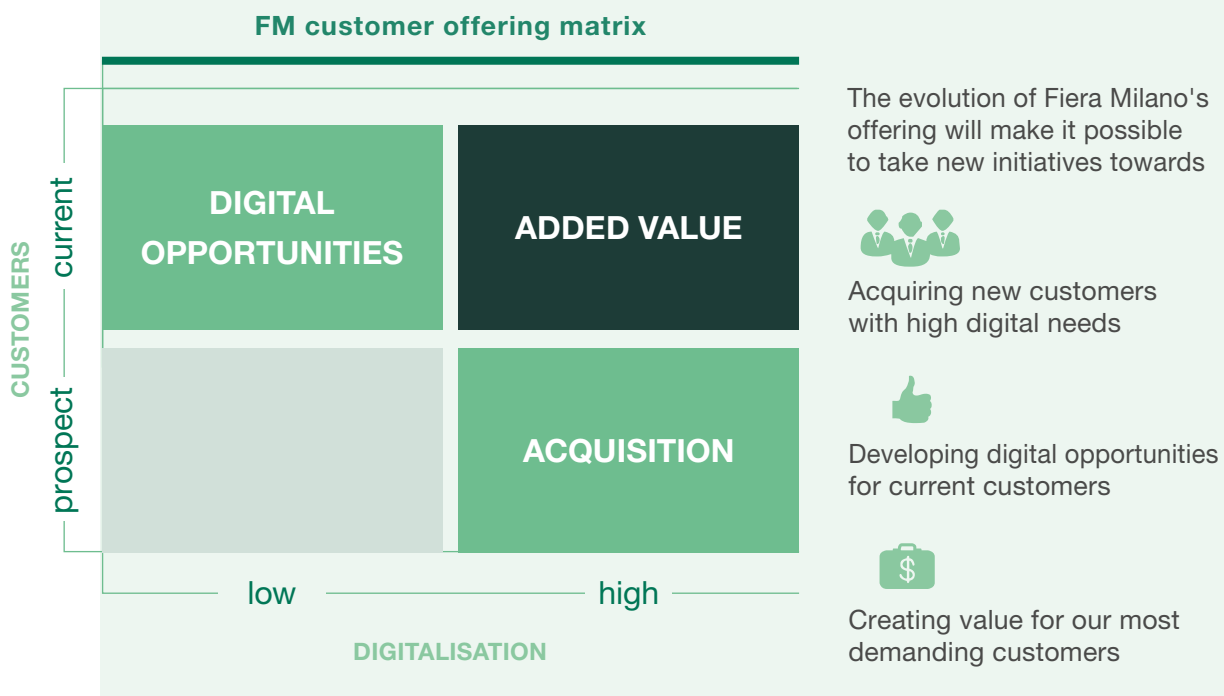 FM customer offering matrix
CUSTOMERS
current
prospect
DIGITAL
OPPORTUNITIES
ADDED VALUE
ACQUISITION
low
high
DIGITALISATION
The evolution of Fiera Milano's
offering will make it possible
to take new initiatives towards
Acquiring new customers
with high digital needs
Developing digital opportunities
for current customers
$
Creating value for our most
demanding customers